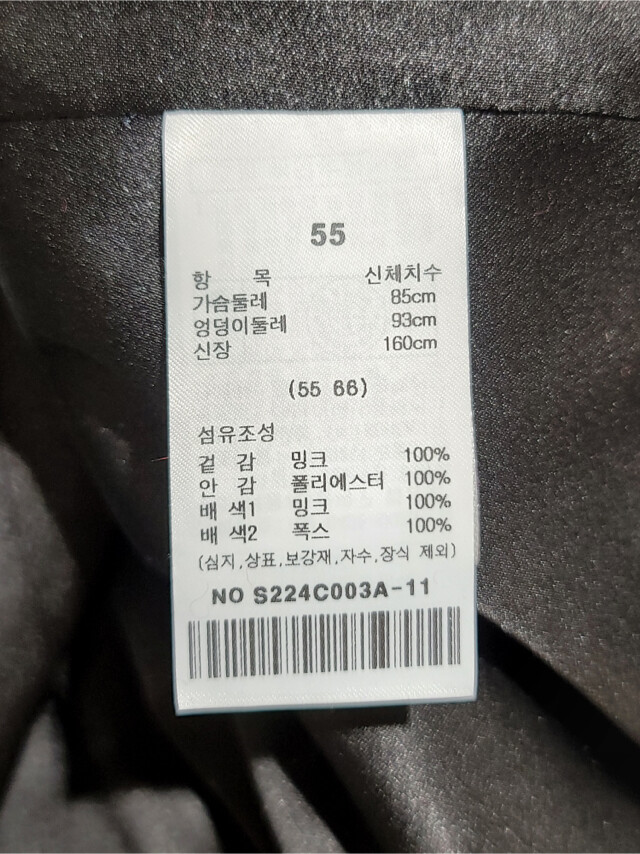 55
항 목 신체치수
가슴둘레 85cm
엉덩이둘레 93cm
신장 160cm
(55 66)
섬유조성
겉 감 밍크 100%
안 감 폴리에스터 100%
배 색1 밍크 100%
배 색2 폭스 100%
(심지,상표,보강재,자수,장식 제외)
NO S224C003A-11